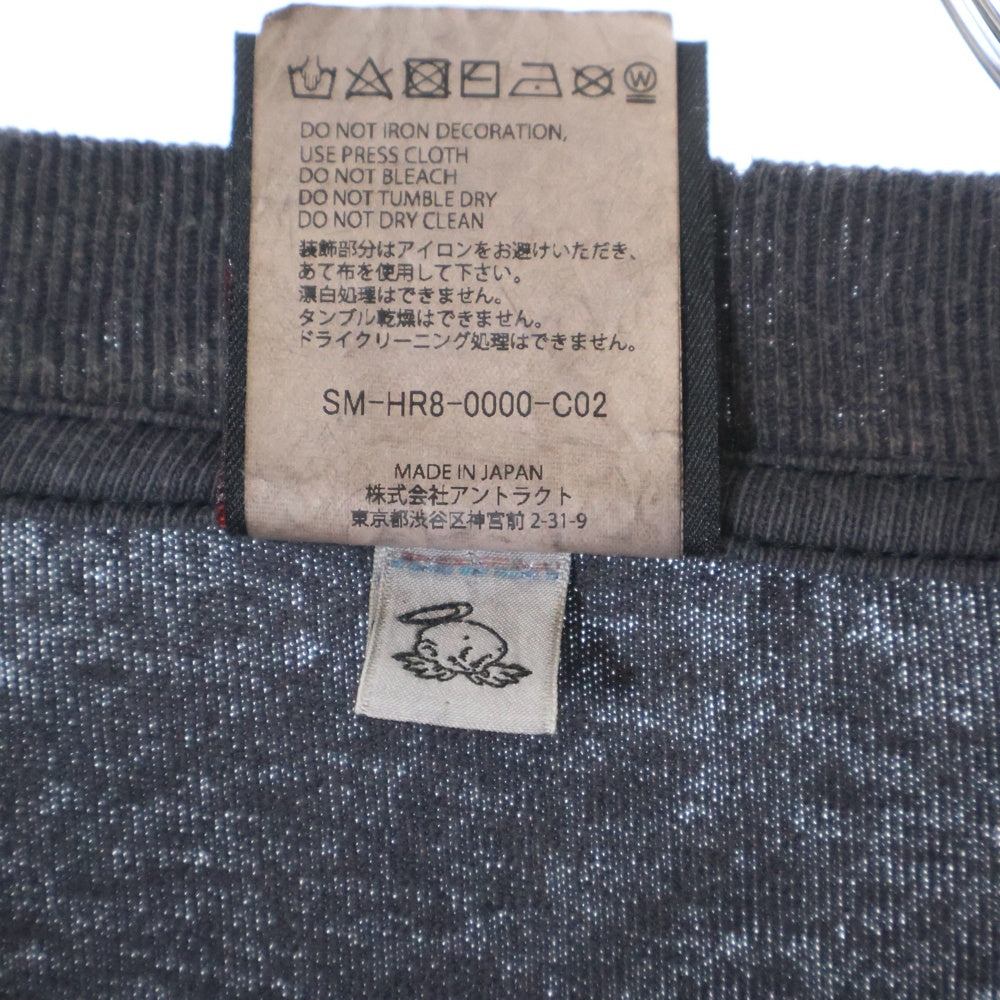 W
DO NOT IRON DECORATION,
USE PRESS CLOTH
DO NOT BLEACH
DO NOT TUMBLE DRY
DO NOT DRY CLEAN
装飾部分はアイロンをお避けいただき、
あて布を使用して下さい。
漂白処理はできません。
タンブル乾燥はできません。
ドライクリーニング処理はできません。
SM-HR8-0000-C02
MADE IN JAPAN
株式会社アントラクト
東京都渋谷区神宮前 2-31-9